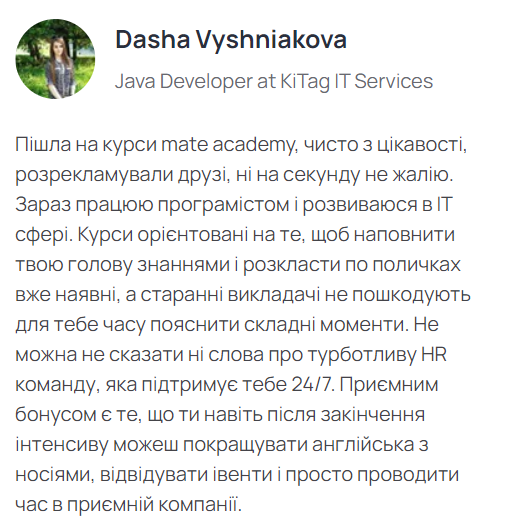 Dasha Vyshniakova
Java Developer at KiTag IT Services
Пішла на курси mate academy, чисто з цікавості,
розрекламували друзі, ні на секунду не жалію.
Зараз працюю програмістом і розвиваюся в ІТ
сфері. Курси орієнтовані на те, щоб наповнити
твою голову знаннями і розкласти по поличках
вже наявні, а старанні викладачі не пошкодують
для тебе часу пояснити складні моменти. Не
можна не сказати ні слова про турботливу HR
команду, яка підтримує тебе 24/7. Приємним
бонусом є те, що ти навіть після закінчення
інтенсиву можеш покращувати англійська з
носіями, відвідувати івенти і просто проводити
час в приємній компанії.